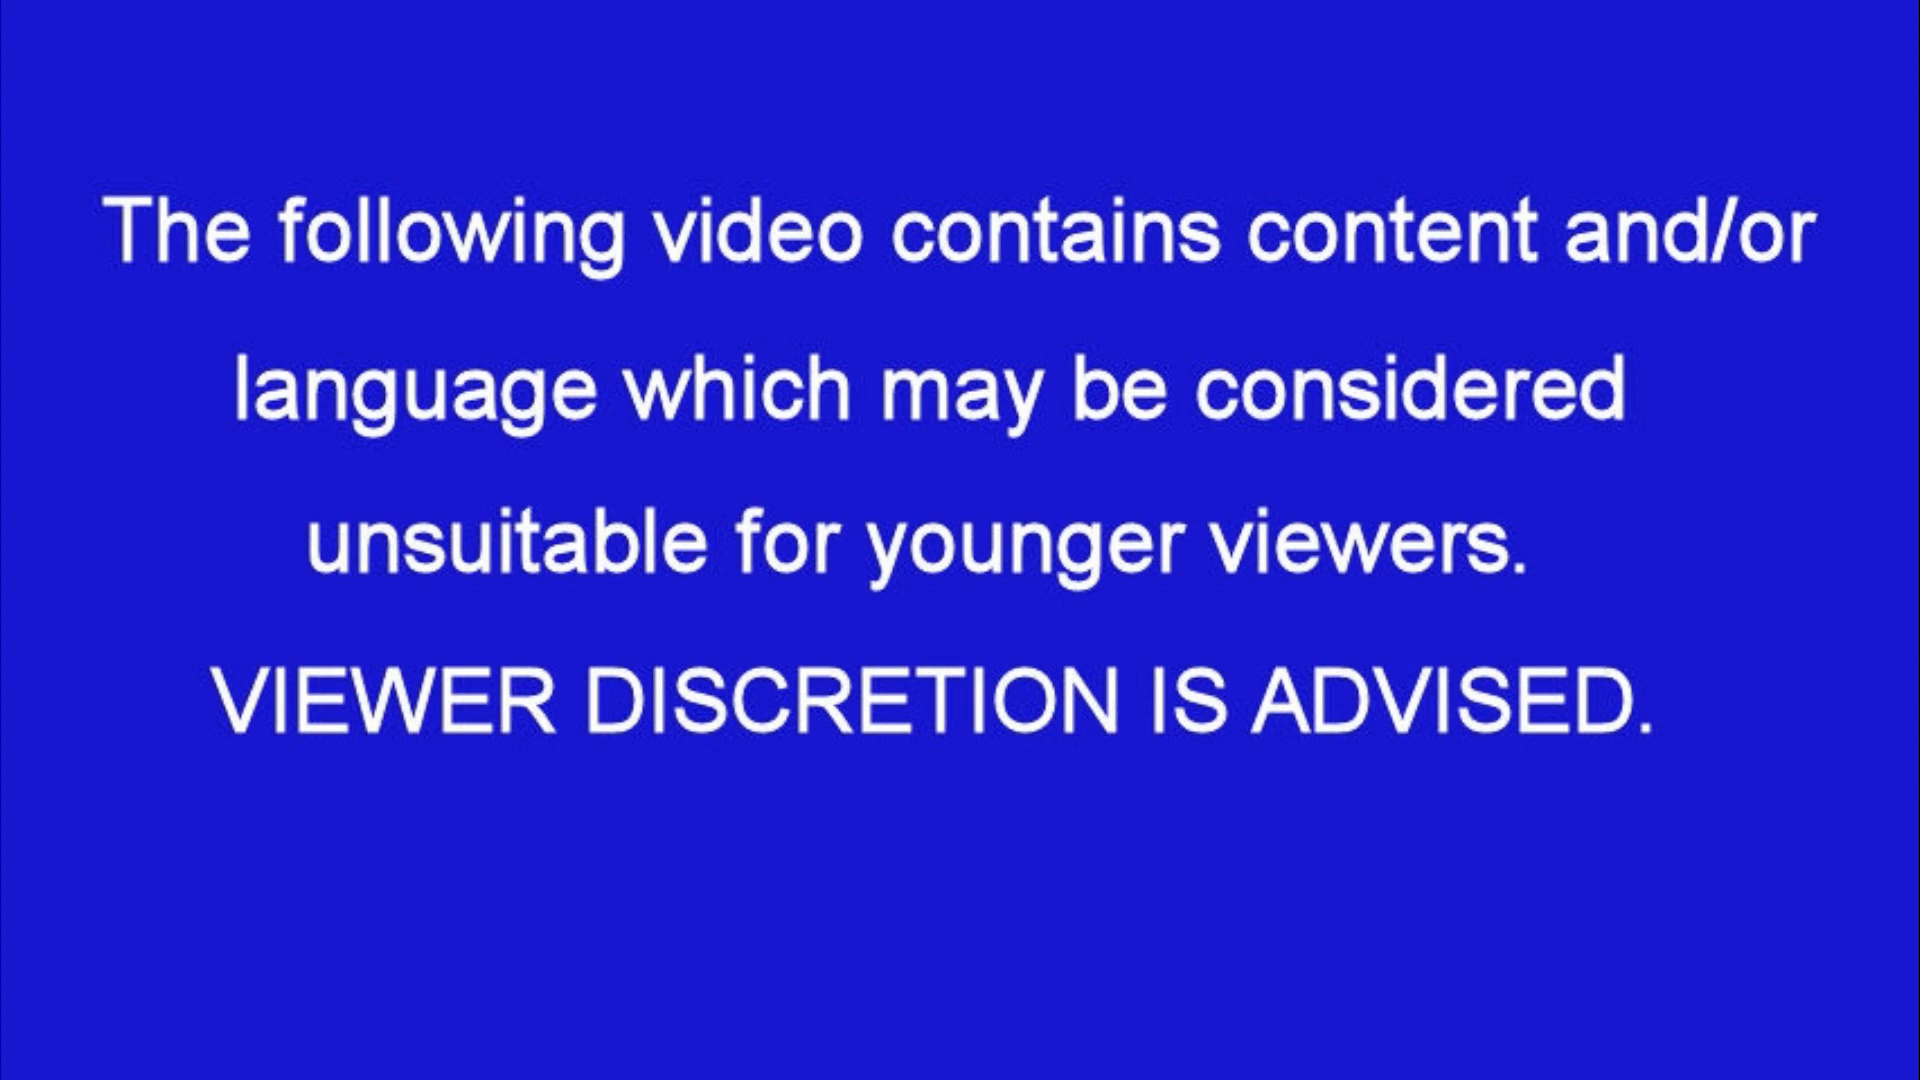 The following video contains content and/or
language which may be considered
unsuitable for younger viewers.
VIEWER DISCRETION IS ADVISED.